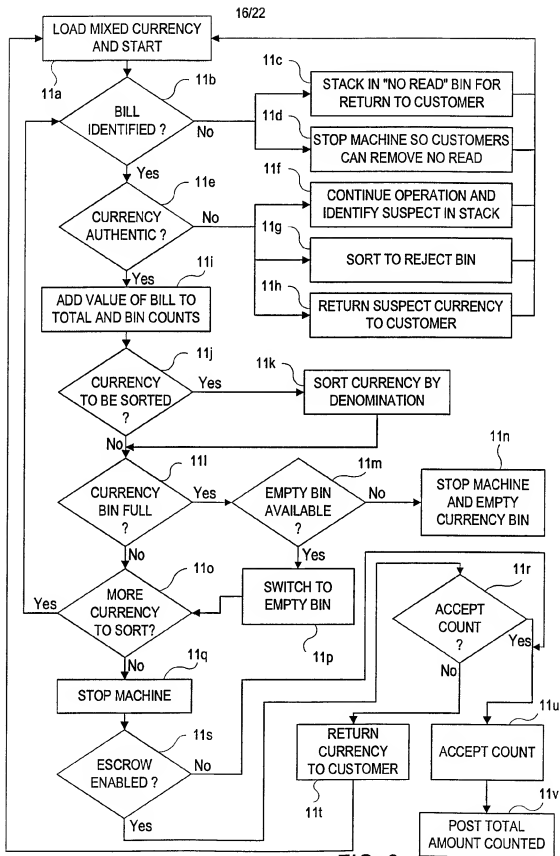 16/22
LOAD MIXED CURRENCY
AND START
11a
11b
BILL
IDENTIFIED ?
No
Yes
11c
STACK IN "NO READ" BIN FOR
RETURN TO CUSTOMER
11d
STOP MACHINE SO CUSTOMERS
CAN REMOVE NO READ
11e
CURRENCY
AUTHENTIC ?
No
Yes
11f
CONTINUE OPERATION AND
IDENTIFY SUSPECT IN STACK
11g
SORT TO REJECT BIN
11h
RETURN SUSPECT CURRENCY
TO CUSTOMER
11i
ADD VALUE OF BILL TO
TOTAL AND BIN COUNTS
11j
CURRENCY
TO BE SORTED
?
Yes
No
11k
SORT CURRENCY BY
DENOMINATION
11l
CURRENCY
BIN FULL
?
Yes
No
11m
EMPTY BIN
AVAILABLE
?
No
Yes
11n
STOP MACHINE
AND EMPTY
CURRENCY BIN
11o
MORE
CURRENCY
TO SORT?
Yes
No
SWITCH TO
EMPTY BIN
11p
11q
STOP MACHINE
11r
ACCEPT
COUNT
?
Yes
No
11s
ESCROW
ENABLED ?
No
Yes
RETURN
CURRENCY
TO CUSTOMER
11t
11u
ACCEPT COUNT
11v
POST TOTAL
AMOUNT COUNTED